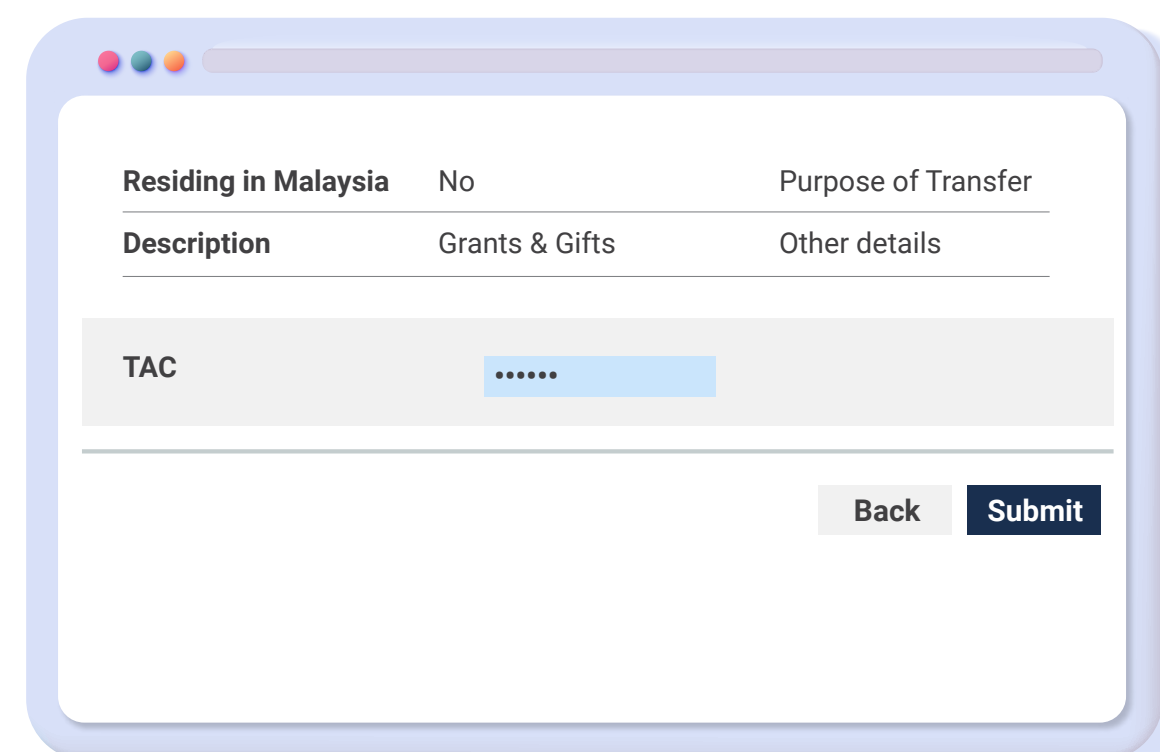 Residing in Malaysia No Purpose of Transfer
Description Grants & Gifts Other details
TAC ••••••
Back Submit